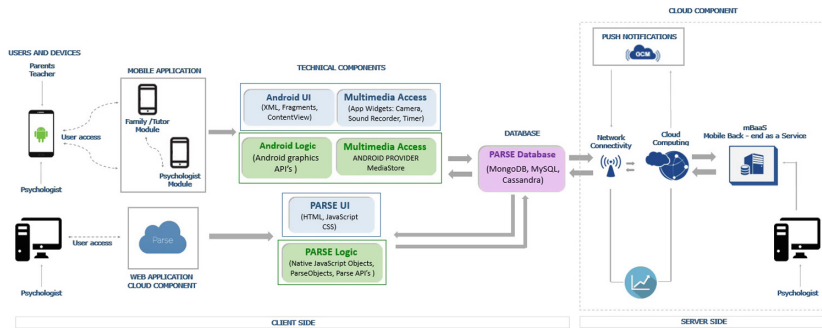 CLOUD COMPONENT
PUSH NOTIFICATIONS
GCM
USERS AND DEVICES
Parents
Teacher
User access
Psychologist
MOBILE APPLICATION
Family /Tutor
Module
Psychologist
Module
TECHNICAL COMPONENTS
Android UI
(XML, Fragments,
ContentView)
Multimedia Access
(App Widgets: Camera,
Sound Recorder, Timer)
Android Logic
(Android graphics
API's )
Multimedia Access
ANDROID PROVIDER
MediaStore
DATABASE
PARSE Database
(MongoDB, MySQL,
Cassandra)
Network
Connectivity
Cloud
Computing
mBaaS
Mobile Back - end as a Service
User access
Psychologist
Parse
WEB APPLICATION
CLOUD COMPONENT
PARSE UI
(HTML, JavaScript
CSS)
PARSE Logic
(Native JavaScript Objects,
ParseObjects, Parse API's )
Psychologist
CLIENT SIDE
SERVER SIDE